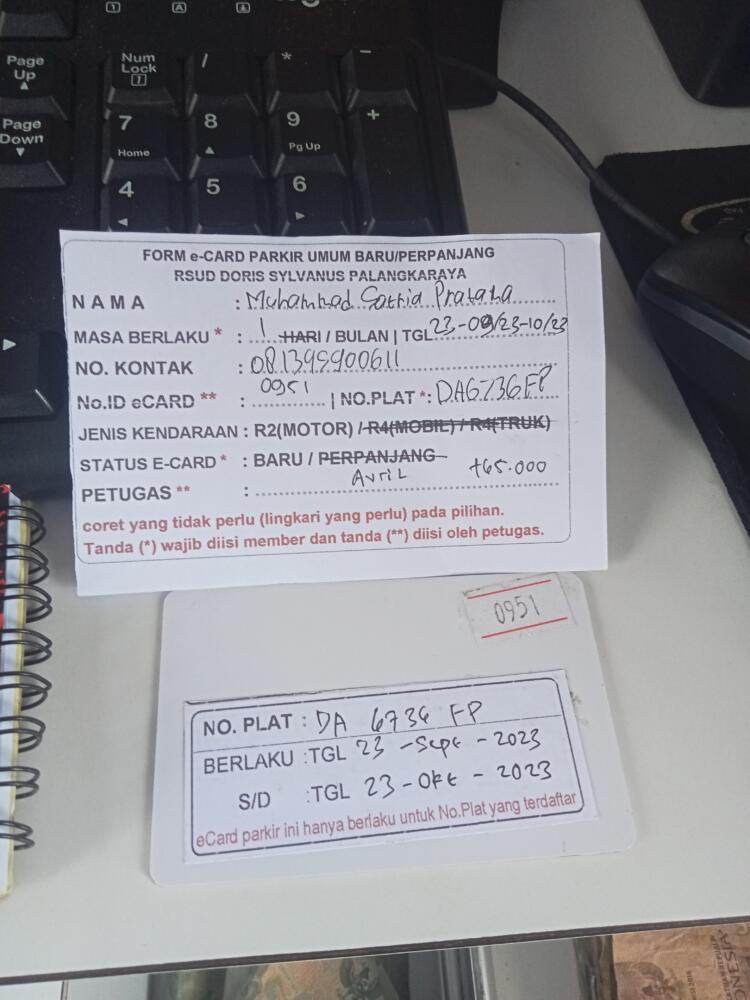 Page Up
Num Lock
/
*
-
Page Down
7
8
9
+
Home
Pg Up
4
5
6
FORM e-CARD PARKIR UMUM BARU/PERPANJANG
RSUD DORIS SYLVANUS PALANGKARAYA
NAMA : Muhammad Satria Pratama
MASA BERLAKU * : 1 HARI / BULAN | TGL 23-09/23-10/23
NO. KONTAK : 081399900611
No.ID eCARD ** : 0951 | NO.PLAT *: DA6736FP
JENIS KENDARAAN : R2(MOTOR) / R4(MOBIL) / R4(TRUK)
STATUS E-CARD * : BARU / PERPANJANG
PETUGAS ** : Avril +65.000
coret yang tidak perlu (lingkari yang perlu) pada pilihan.
Tanda (*) wajib diisi member dan tanda (**) diisi oleh petugas.
0951
NO. PLAT : DA 6736 FP
BERLAKU : TGL 23 - Sept - 2023
S/D : TGL 23 - Okt - 2023
eCard parkir ini hanya berlaku untuk No.Plat yang terdaftar